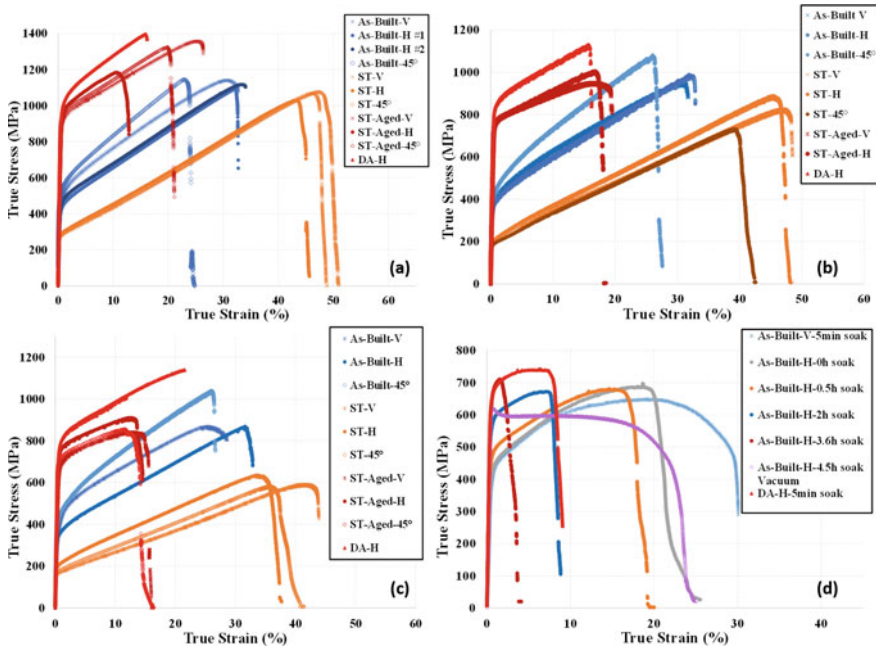 As-Built-V
As-Built-H #1
As-Built-H #2
As-Built-45°
ST-V
ST-H
ST-45°
ST-Aged-V
ST-Aged-H
ST-Aged-45°
DA-H
1400
1200
1000
800
600
400
200
0
True Stress (MPa)
0 10 20 30 40 50 60
True Strain (%)
(a)
As-Built V
As-Built-H
As-Built-45°
ST-V
ST-H
ST-45°
ST-Aged-V
ST-Aged-H
DA-H
1200
1000
800
600
400
200
0
True Stress (MPa)
0 10 20 30 40 50 60
True Strain (%)
(b)
As-Built-V
As-Built-H
As-Built-45°
ST-V
ST-H
ST-45°
ST-Aged-V
ST-Aged-H
ST-Aged-45°
DA-H
1200
1000
800
600
400
200
0
True Stress (MPa)
0 10 20 30 40 50 60
True Strain (%)
(c)
As-Built-V-5min soak
As-Built-H-0h soak
As-Built-H-0.5h soak
As-Built-H-2h soak
As-Built-H-3.6h soak
As-Built-H-4.5h soak
Vacuum
DA-H-5min soak
800
700
600
500
400
300
200
100
0
True Stress (MPa)
0 10 20 30 40
True Strain (%)
(d)